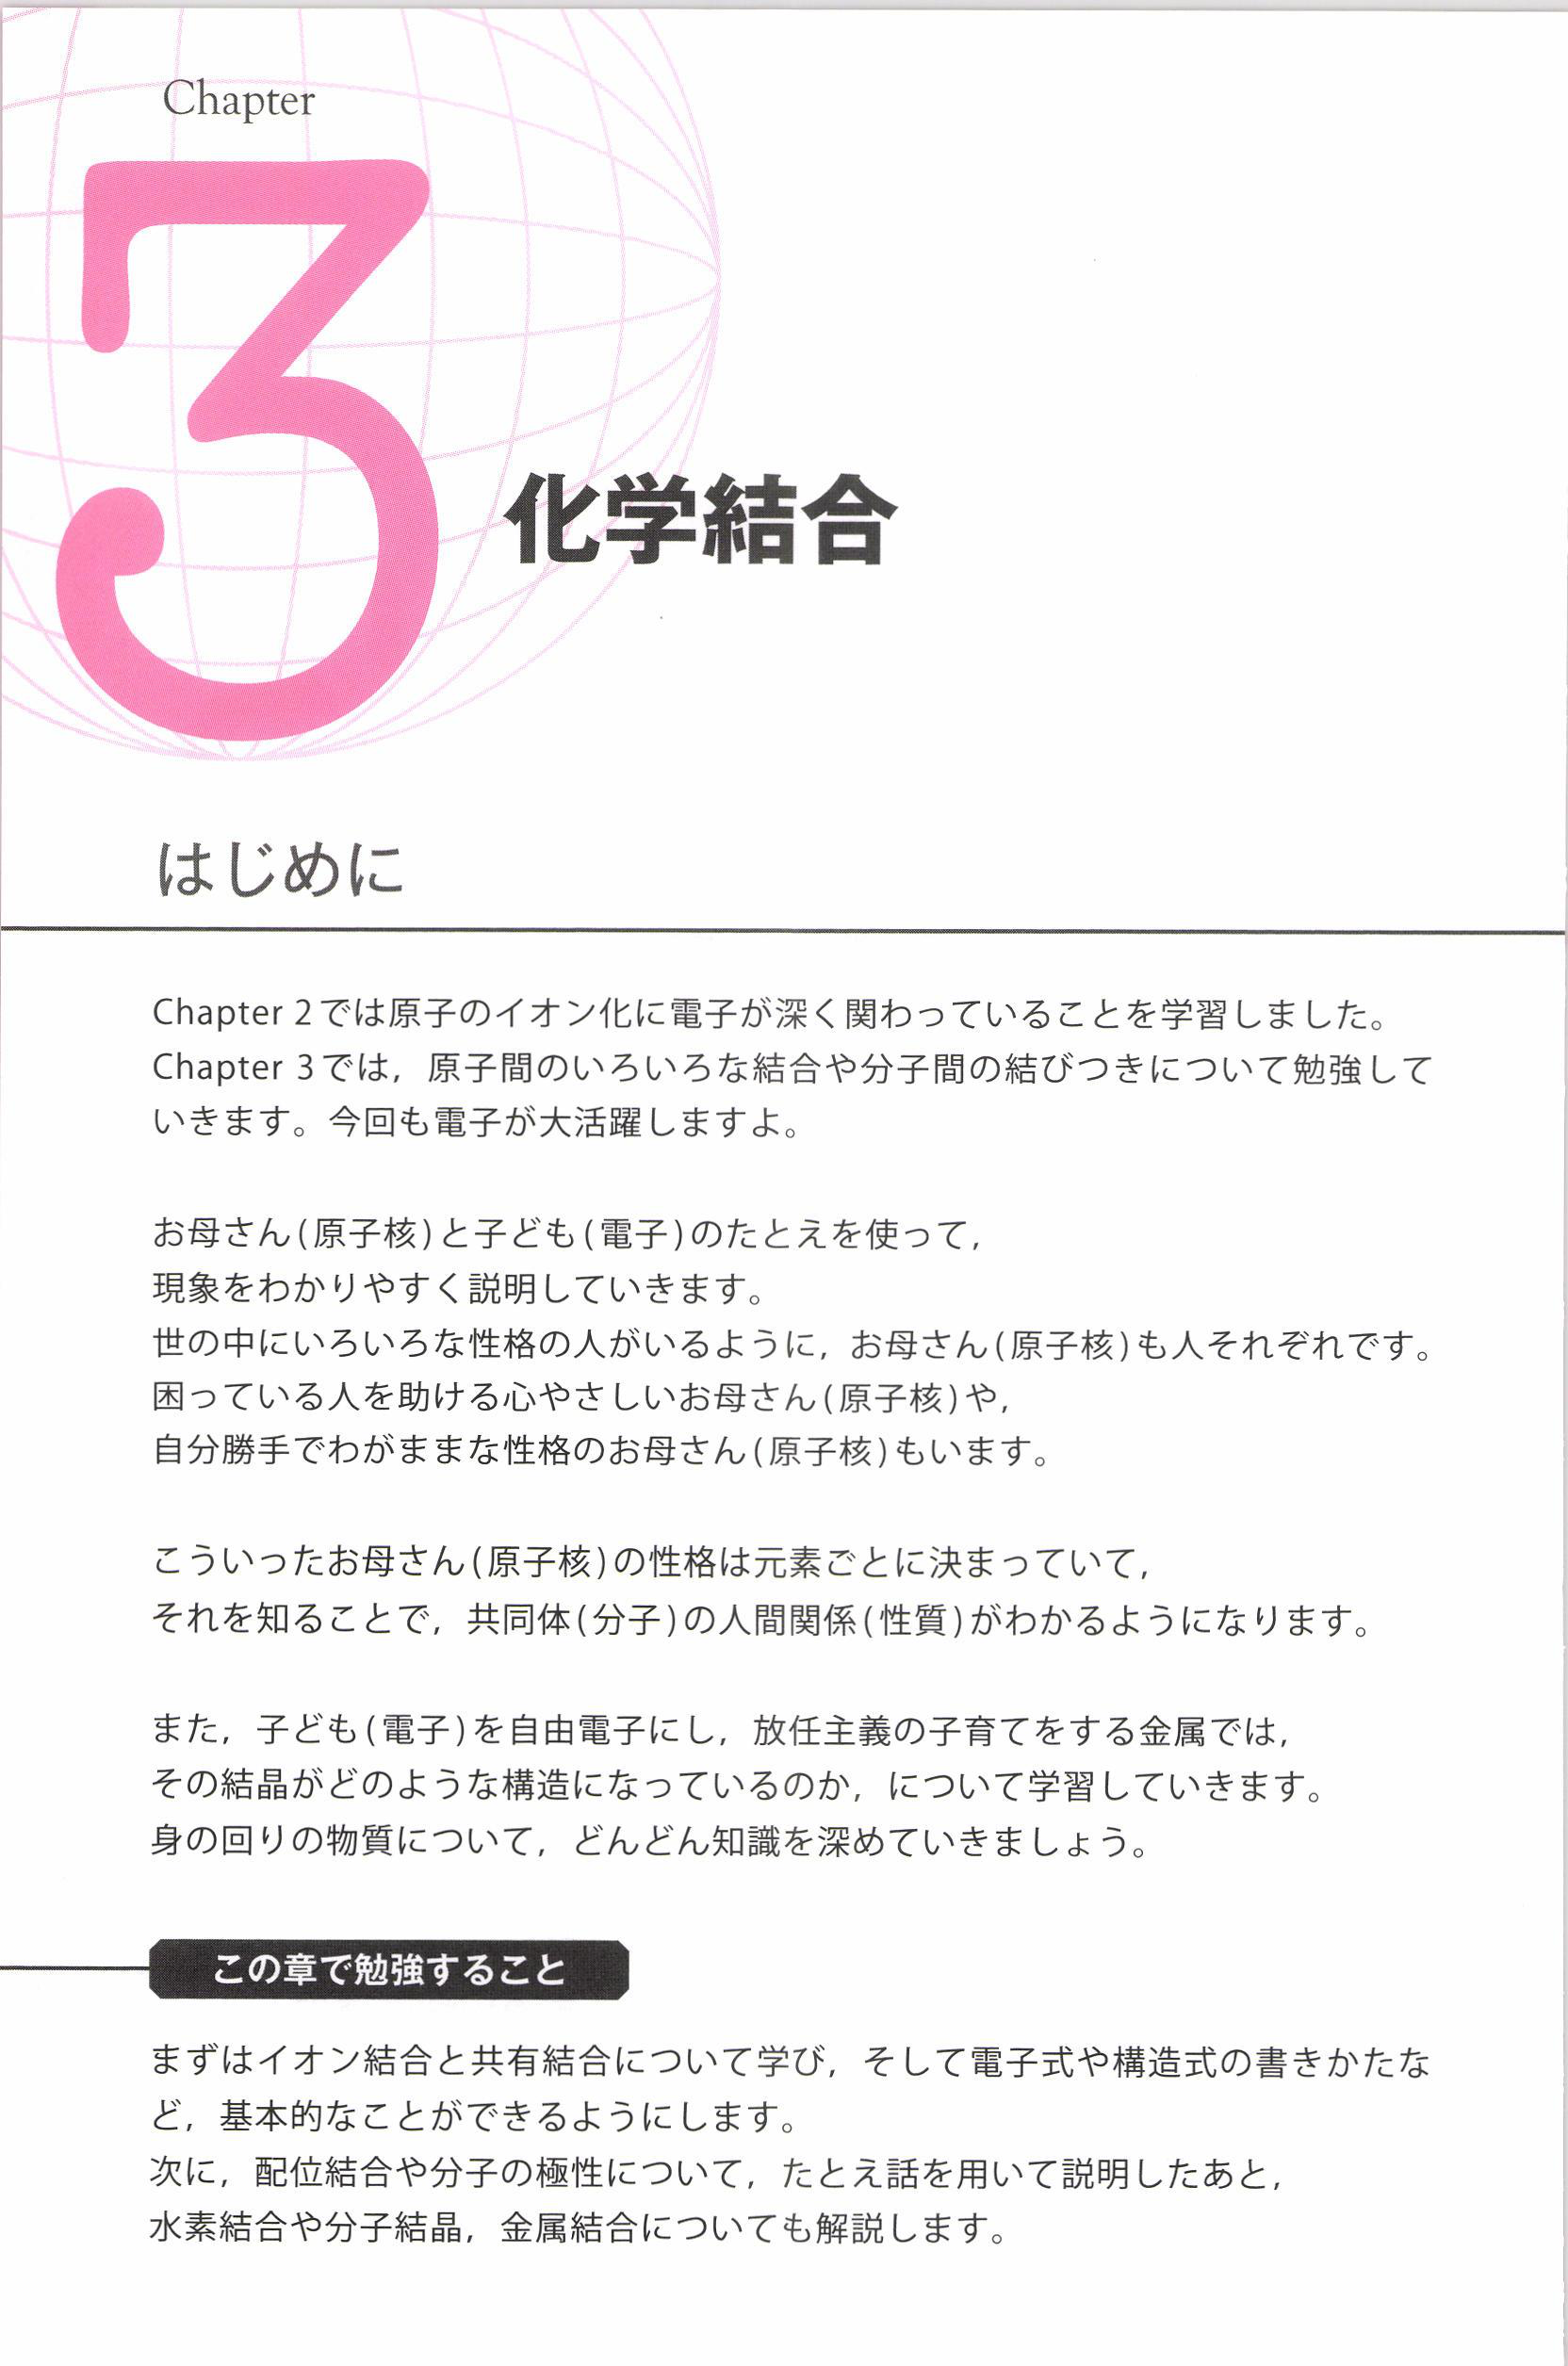 Chapter
3
化学結合
はじめに
Chapter 2では原子のイオン化に電子が深く関わっていることを学習しました。
Chapter 3では，原子間のいろいろな結合や分子間の結びつきについて勉強して
いきます。今回も電子が大活躍しますよ。
お母さん(原子核)と子ども(電子)のたとえを使って，
現象をわかりやすく説明していきます。
世の中にいろいろな性格の人がいるように，お母さん(原子核)も人それぞれです。
困っている人を助ける心やさしいお母さん(原子核)や，
自分勝手でわがままな性格のお母さん(原子核)もいます。
こういったお母さん(原子核)の性格は元素ごとに決まっていて，
それを知ることで，共同体(分子)の人間関係(性質)がわかるようになります。
また，子ども(電子)を自由電子にし，放任主義の子育てをする金属では，
その結晶がどのような構造になっているのか，について学習していきます。
身の回りの物質について，どんどん知識を深めていきましょう。
この章で勉強すること
まずはイオン結合と共有結合について学び，そして電子式や構造式の書きかたな
ど，基本的なことができるようにします。
次に，配位結合や分子の極性について，たとえ話を用いて説明したあと，
水素結合や分子結晶，金属結合についても解説します。